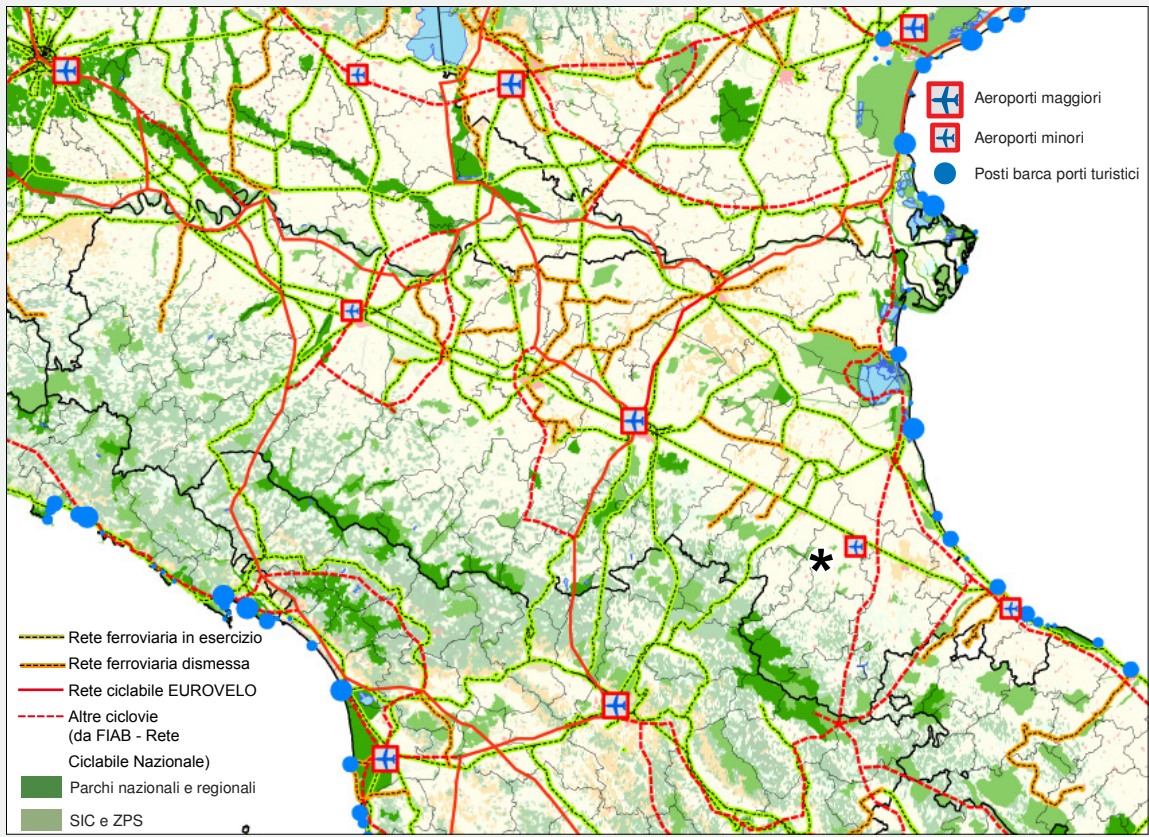 Aeroporti maggiori
Aeroporti minori
Posti barca porti turistici
*
Rete ferroviaria in esercizio
Rete ferroviaria dismessa
Rete ciclabile EUROVELO
Altre ciclovie
(da FIAB - Rete
Ciclabile Nazionale)
Parchi nazionali e regionali
SIC e ZPS